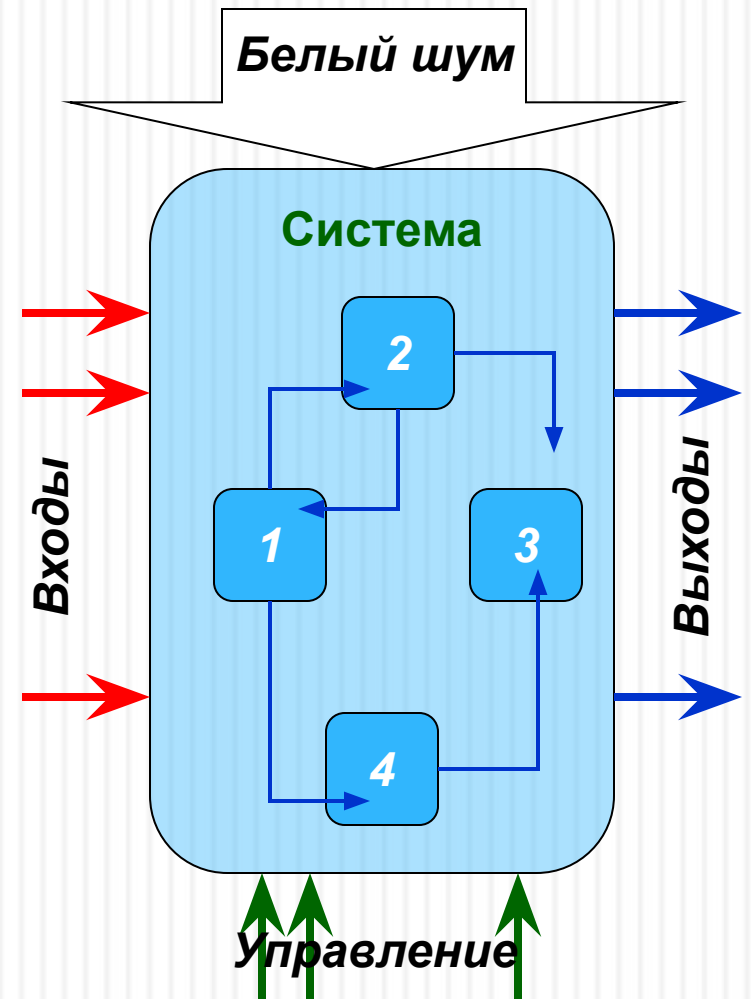 Белый шум
Система
2
1
3
4
Входы
Выходы
Управление